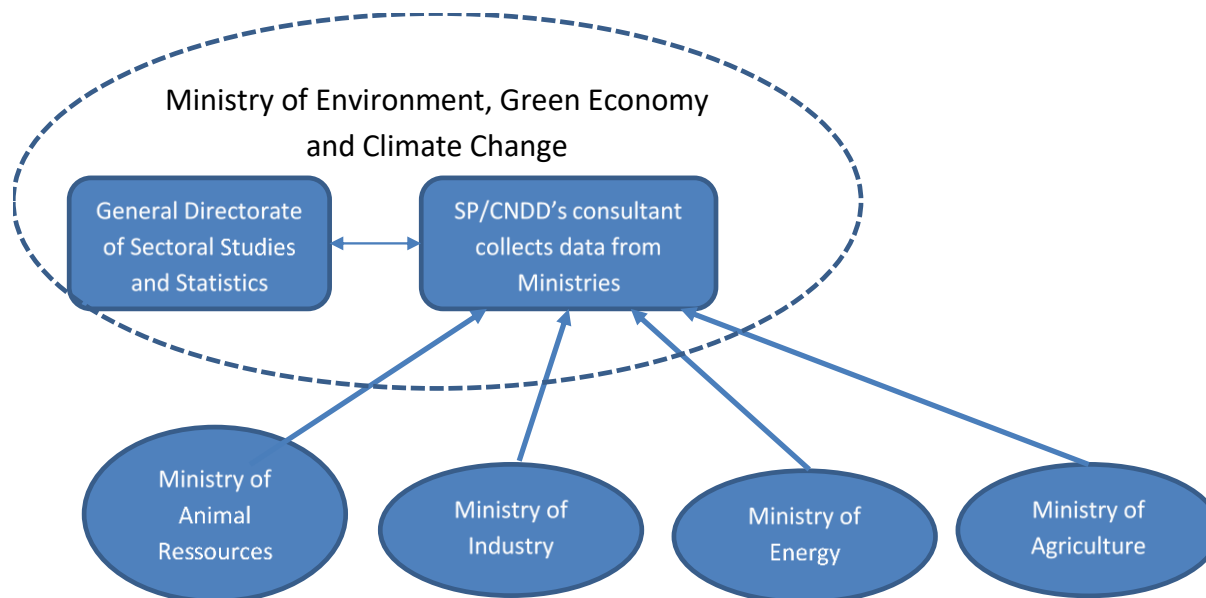 Ministry of Environment, Green Economy
and Climate Change
General Directorate
of Sectoral Studies
and Statistics
SP/CNDD’s consultant
collects data from
Ministries
Ministry of
Animal
Ressources
Ministry of
Industry
Ministry of
Energy
Ministry of
Agriculture